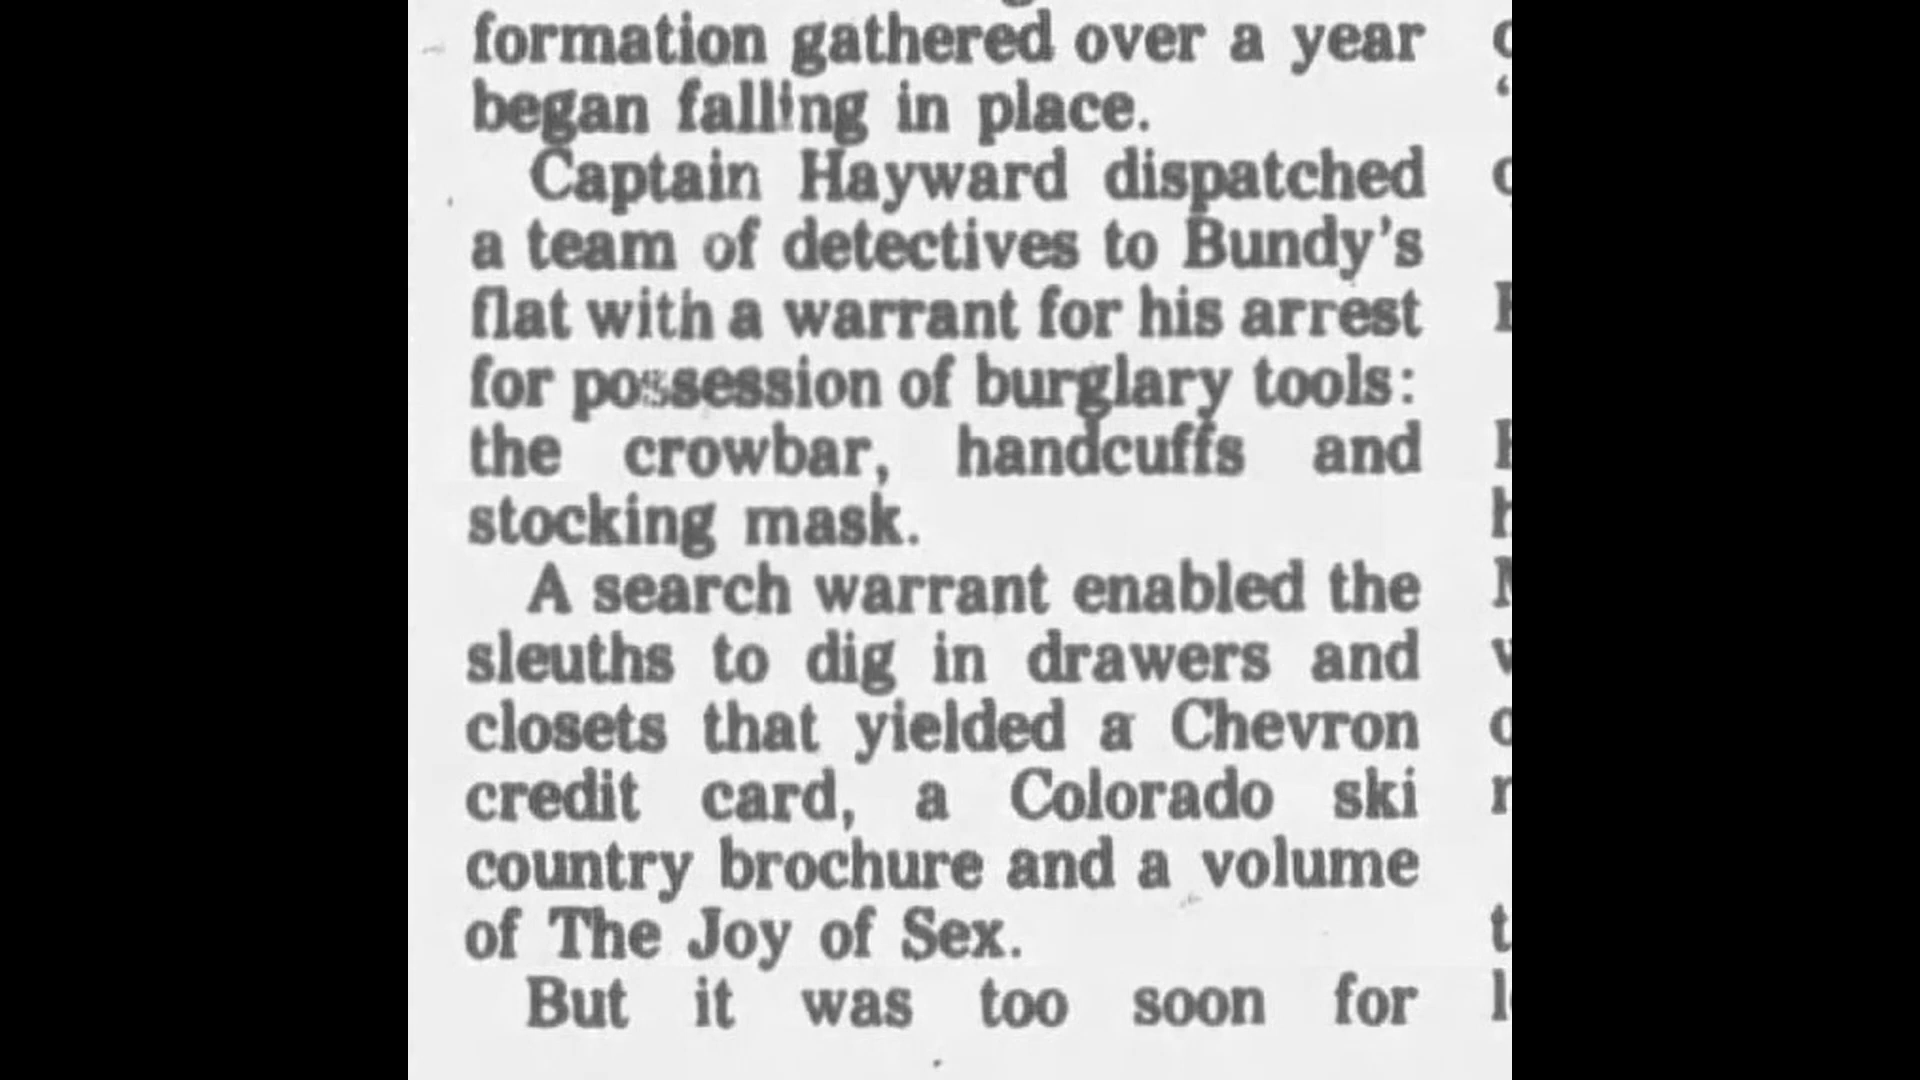 formation gathered over a year
began falling in place.
Captain Hayward dispatched
a team of detectives to Bundy's
flat with a warrant for his arrest
for possession of burglary tools:
the crowbar, handcuffs and
stocking mask.
A search warrant enabled the
sleuths to dig in drawers and
closets that yielded a Chevron
credit card, a Colorado ski
country brochure and a volume
of The Joy of Sex.
But it was too soon for